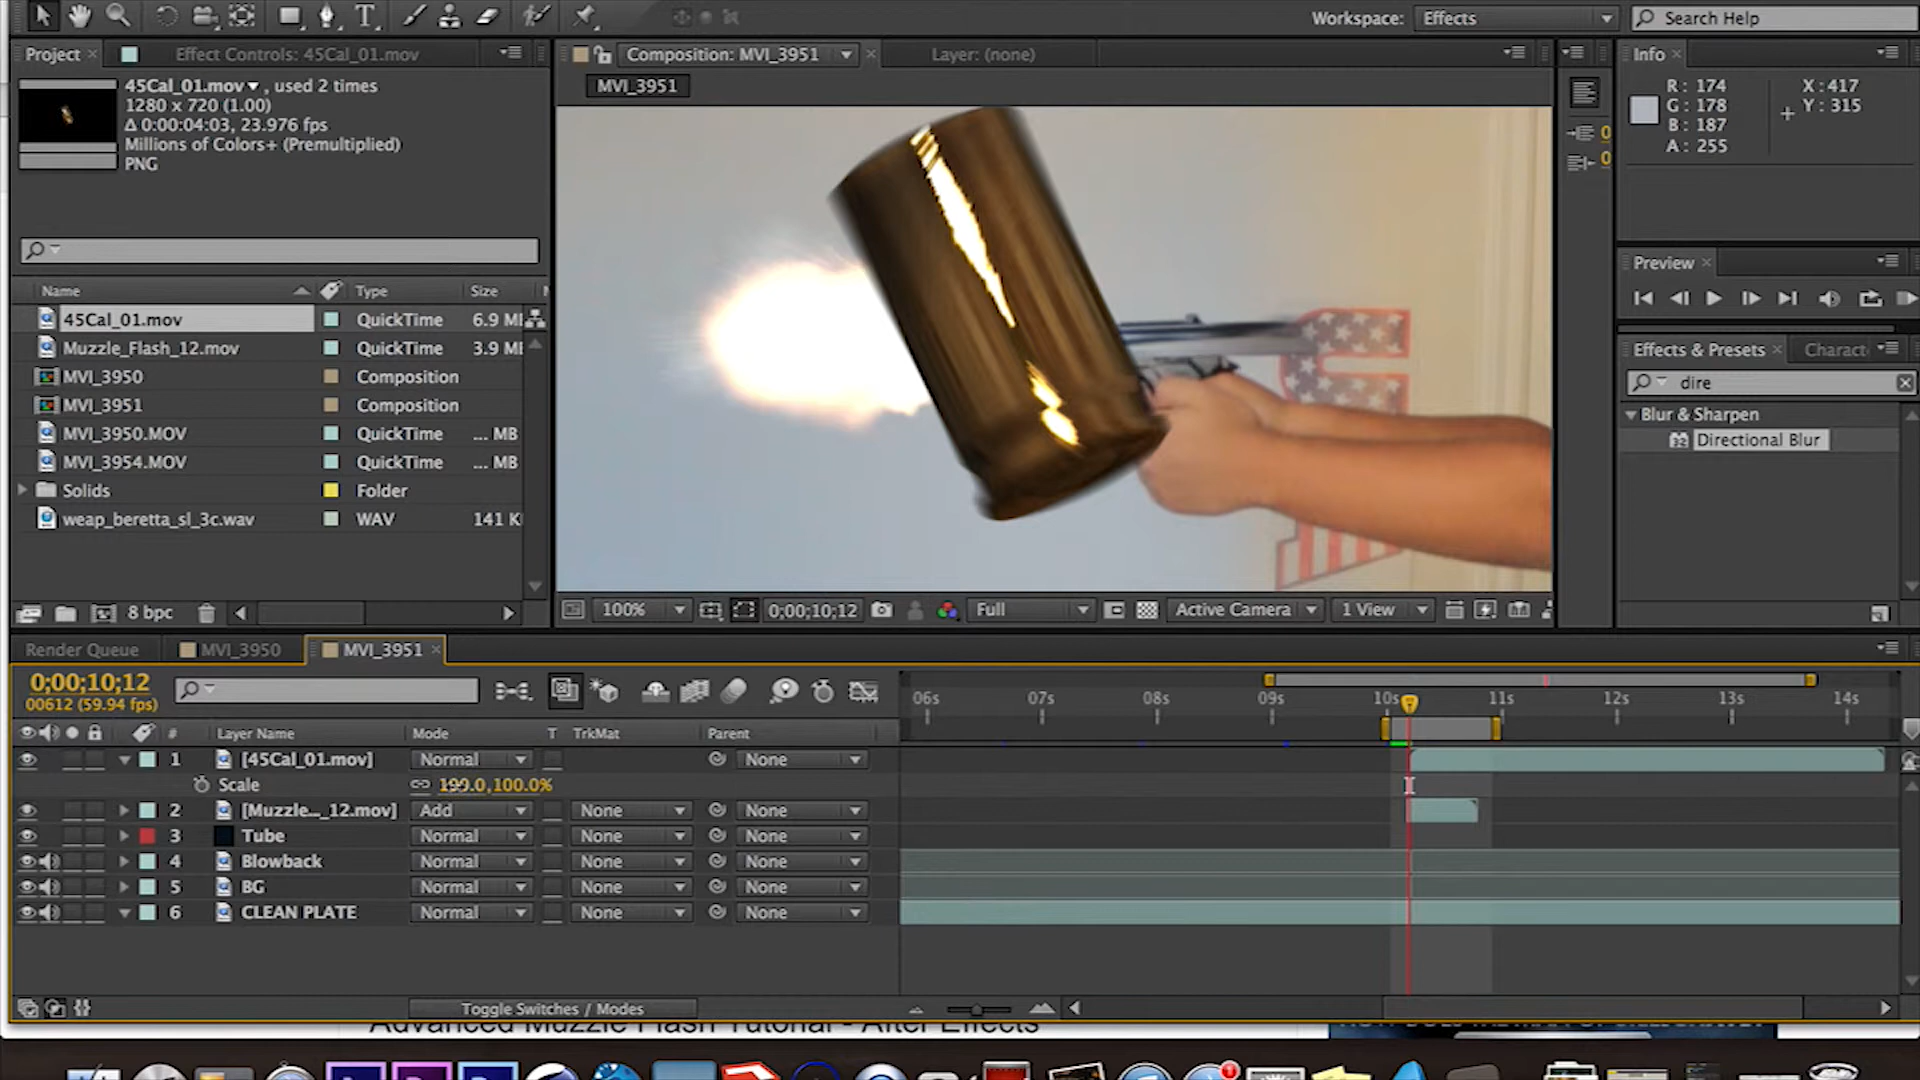 Workspace: Effects Search Help
Project Effect Controls: 45Cal_01.mov Composition: MVI_3951 Layer: (none) Info
45Cal_01.mov , used 2 times
1280 x 720 (1.00)
Δ 0:00:04:03, 23.976 fps
Millions of Colors+ (Premultiplied)
PNG
MVI_3951
R : 174 X : 417
G : 178 Y : 315
B : 187
A : 255
Preview
Name Type Size
45Cal_01.mov QuickTime 6.9 M
Muzzle_Flash_12.mov QuickTime 3.9 M
MVI_3950 Composition
MVI_3951 Composition
MVI_3950.MOV QuickTime ... MB
MVI_3954.MOV QuickTime ... MB
Solids Folder
weap_beretta_sl_3c.wav WAV 141 K
8 bpc
Effects & Presets Charact
dire
Blur & Sharpen
Directional Blur
100% 0;00;10;12 Full Active Camera 1 View
Render Queue MVI_3950 MVI_3951
0;00;10;12
00612 (59.94 fps)
06s 07s 08s 09s 10s 11s 12s 13s 14s
# Layer Name Mode T TrkMat Parent
1 [45Cal_01.mov] Normal None
Scale 100.0%
2 [Muzzle..._12.mov] Add None None
3 Tube Normal None None
4 Blowback Normal None None
5 BG Normal None None
6 CLEAN PLATE Normal None None
Toggle Switches / Modes
Advanced Muzzle Flash Tutorial - After Effects